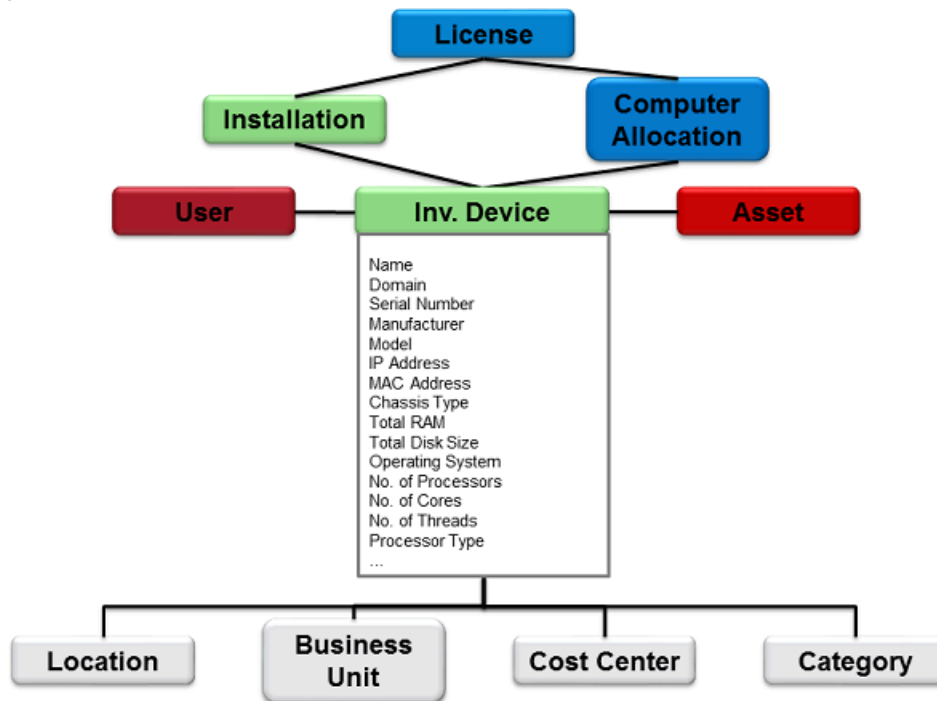 License
Installation
Computer
Allocation
User
Inv. Device
Asset
Name
Domain
Serial Number
Manufacturer
Model
IP Address
MAC Address
Chassis Type
Total RAM
Total Disk Size
Operating System
No. of Processors
No. of Cores
No. of Threads
Processor Type
...
Location
Business
Unit
Cost Center
Category